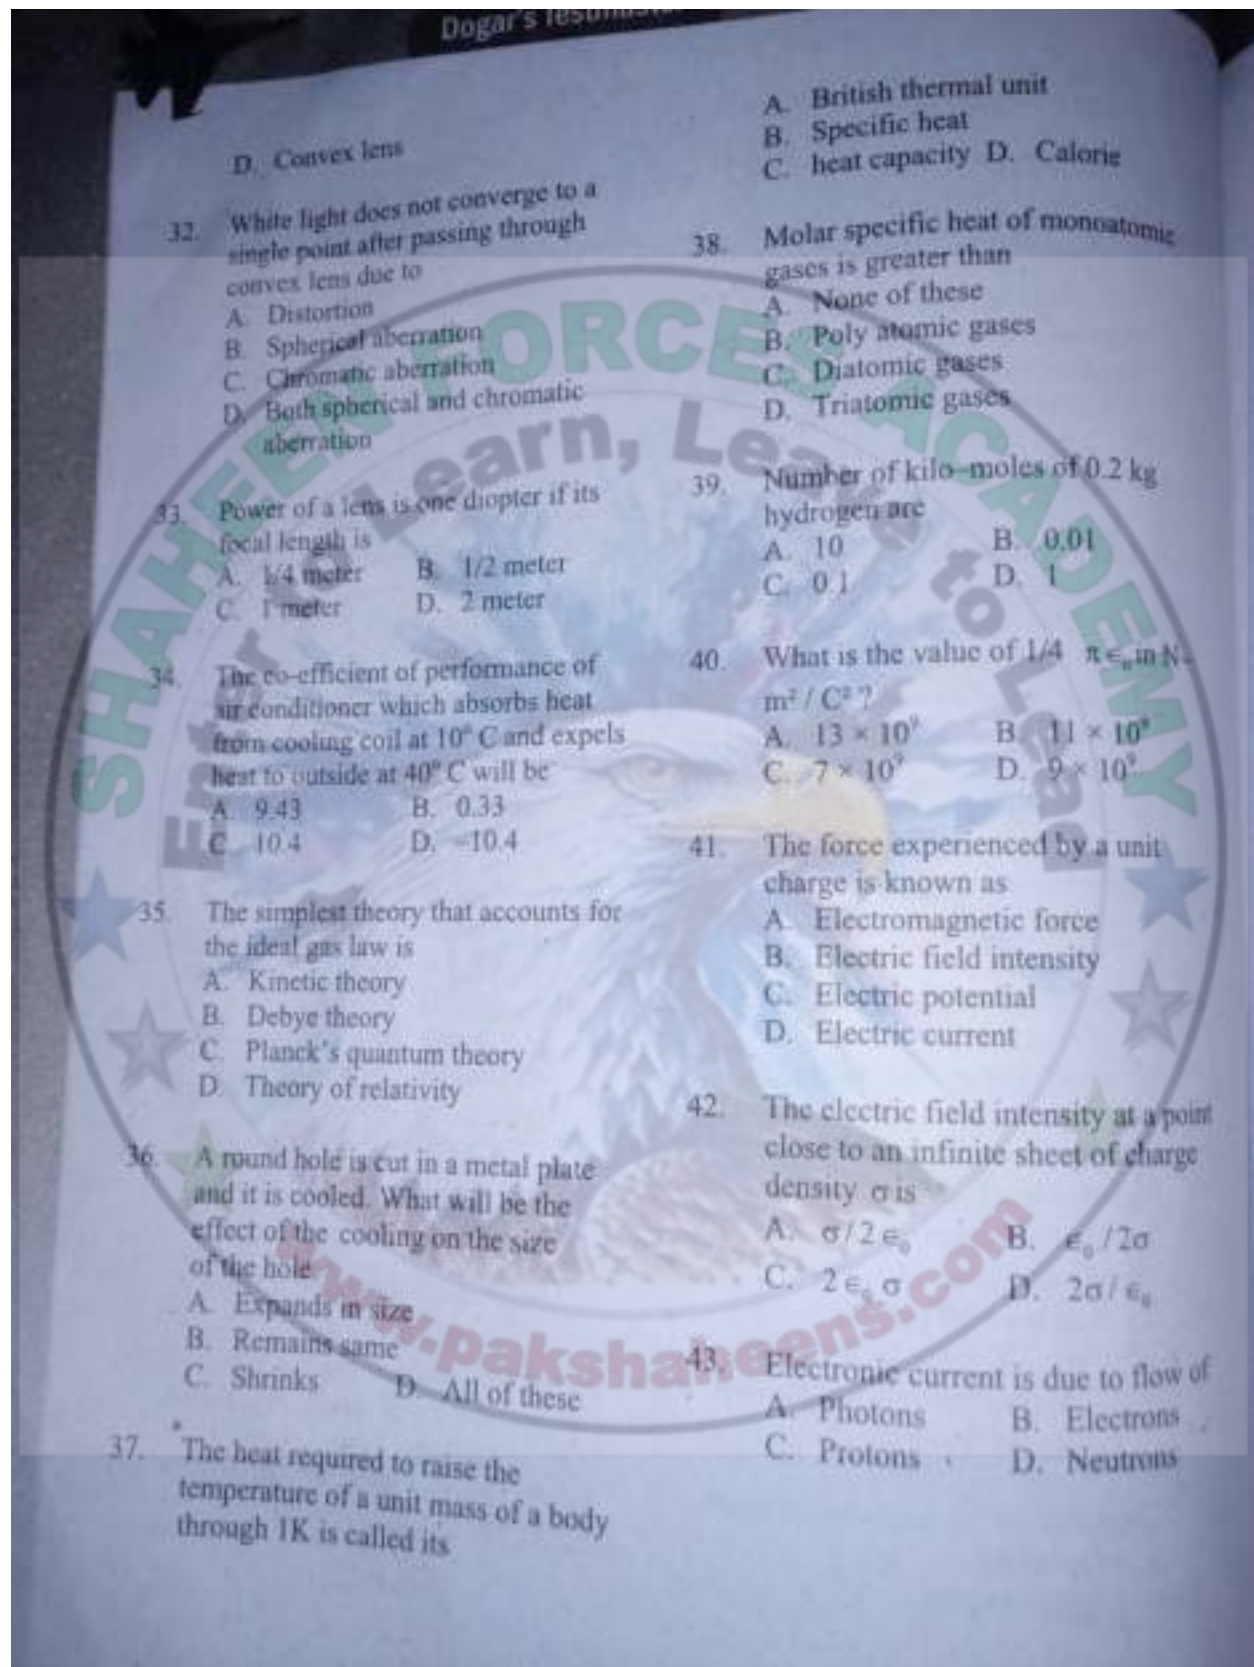 Dogar's
D. Convex lens
32. White light does not converge to a
single point after passing through
convex lens due to
A. Distortion
B. Spherical aberration
C. Chromatic aberration
D. Both spherical and chromatic
aberration
33. Power of a lens is one diopter if its
focal length is
A. 1/4 meter B. 1/2 meter
C. 1 meter D. 2 meter
34. The co-efficient of performance of
air conditioner which absorbs heat
from cooling coil at 10° C and expels
heat to outside at 40° C will be
A. 9.43 B. 0.33
C. 10.4 D. –10.4
35. The simplest theory that accounts for
the ideal gas law is
A. Kinetic theory
B. Debye theory
C. Planck's quantum theory
D. Theory of relativity
36. A round hole is cut in a metal plate
and it is cooled. What will be the
effect of the cooling on the size
of the hole
A. Expands in size
B. Remains same
C. Shrinks D. All of these
37. The heat required to raise the
temperature of a unit mass of a body
through 1K is called its
A. British thermal unit
B. Specific heat
C. heat capacity D. Calorie
38. Molar specific heat of monoatomic
gases is greater than
A. None of these
B. Poly atomic gases
C. Diatomic gases
D. Triatomic gases
39. Number of kilo–moles of 0.2 kg
hydrogen are
A. 10 B. 0.01
C. 0.1 D. 1
40. What is the value of 1/4 π∈₀ in N-
m² / C² ?
A. 13 × 10⁹ B. 11 × 10⁹
C. 7 × 10⁹ D. 9 × 10⁹
41. The force experienced by a unit
charge is known as
A. Electromagnetic force
B. Electric field intensity
C. Electric potential
D. Electric current
42. The electric field intensity at a point
close to an infinite sheet of charge
density σ is
A. σ/2∈₀ B. ∈₀/2σ
C. 2∈₀ σ D. 2σ/∈₀
43. Electronic current is due to flow of
A. Photons B. Electrons
C. Protons D. Neutrons
SHAHEEN FORCES ACADEMY
Enter to Learn, Leave to Lead
www.pakshaheens.com